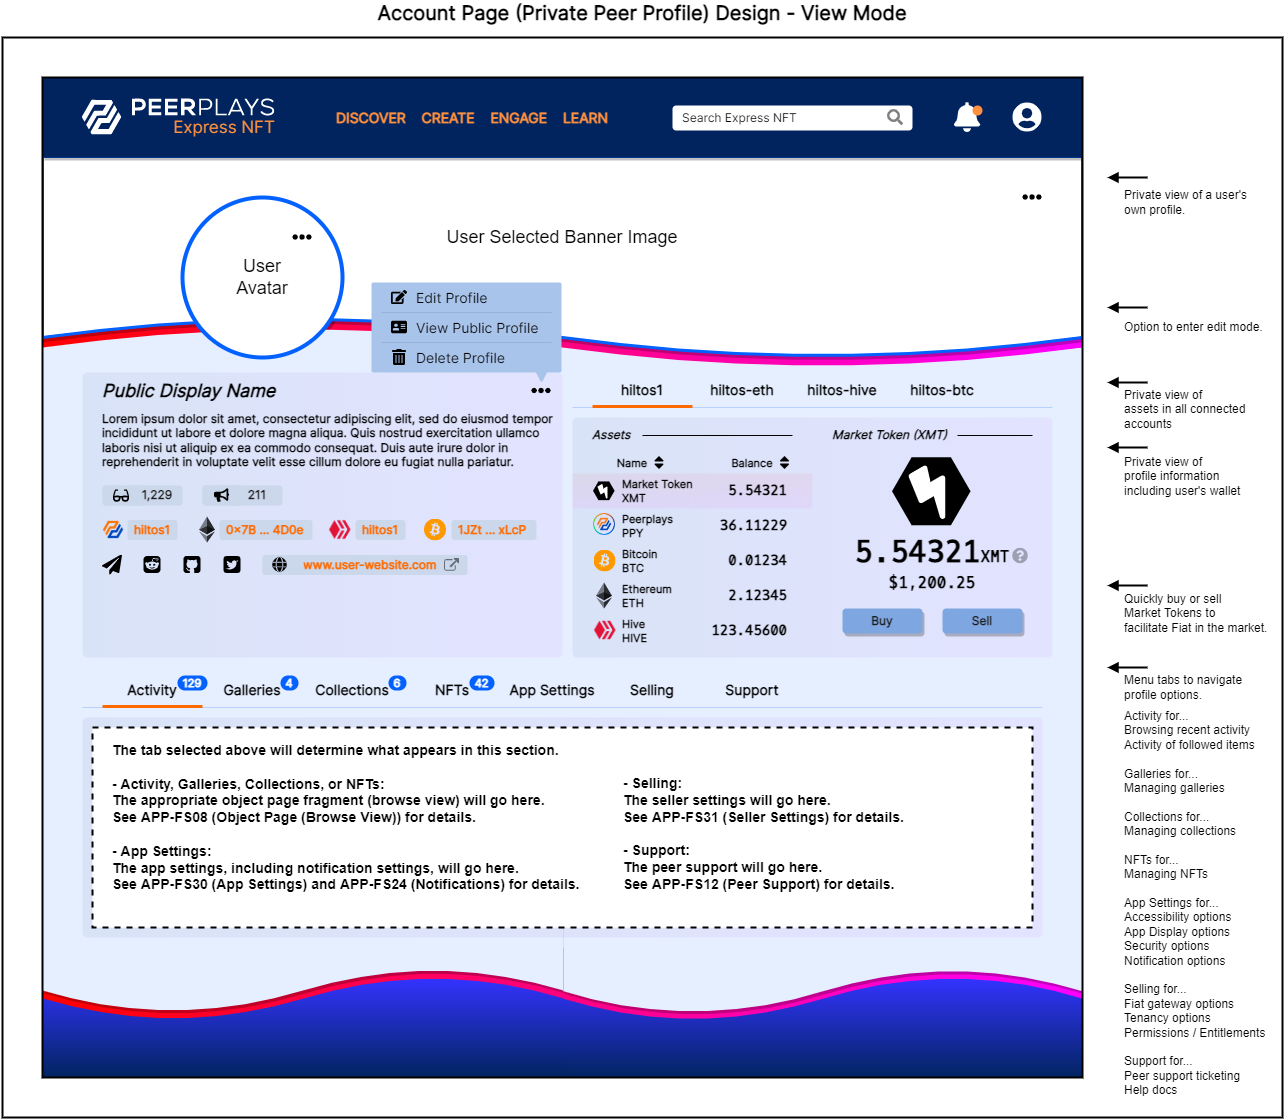 Account Page (Private Peer Profile) Design - View Mode
PEERPLAYS
Express NFT
DISCOVER CREATE ENGAGE LEARN
Search Express NFT
User Selected Banner Image
User
Avatar
Edit Profile
View Public Profile
Delete Profile
Public Display Name
Lorem ipsum dolor sit amet, consectetur adipiscing elit, sed do eiusmod tempor
incididunt ut labore et dolore magna aliqua. Quis nostrud exercitation ullamco
laboris nisi ut aliquip ex ea commodo consequat. Duis aute irure dolor in
reprehenderit in voluptate velit esse cillum dolore eu fugiat nulla pariatur.
1,229 211
hiltos1 0x7B ... 4D0e hiltos1 1JZt ... xLcP
www.user-website.com
hiltos1 hiltos-eth hiltos-hive hiltos-btc
Assets
Name Balance
Market Token
XMT
5.54321
Peerplays
PPY
36.11229
Bitcoin
BTC
0.01234
Ethereum
ETH
2.12345
Hive
HIVE
123.45600
Market Token (XMT)
5.54321XMT ?
$1,200.25
Buy Sell
Activity 129 Galleries 4 Collections 6 NFTs 42 App Settings Selling Support
The tab selected above will determine what appears in this section.
- Activity, Galleries, Collections, or NFTs:
The appropriate object page fragment (browse view) will go here.
See APP-FS08 (Object Page (Browse View)) for details.
- App Settings:
The app settings, including notification settings, will go here.
See APP-FS30 (App Settings) and APP-FS24 (Notifications) for details.
- Selling:
The seller settings will go here.
See APP-FS31 (Seller Settings) for details.
- Support:
The peer support will go here.
See APP-FS12 (Peer Support) for details.
Private view of a user's
own profile.
Option to enter edit mode.
Private view of
assets in all connected
accounts
Private view of
profile information
including user's wallet
Quickly buy or sell
Market Tokens to
facilitate Fiat in the market.
Menu tabs to navigate
profile options.
Activity for...
Browsing recent activity
Activity of followed items
Galleries for...
Managing galleries
Collections for...
Managing collections
NFTs for...
Managing NFTs
App Settings for...
Accessibility options
App Display options
Security options
Notification options
Selling for...
Fiat gateway options
Tenancy options
Permissions / Entitlements
Support for...
Peer support ticketing
Help docs